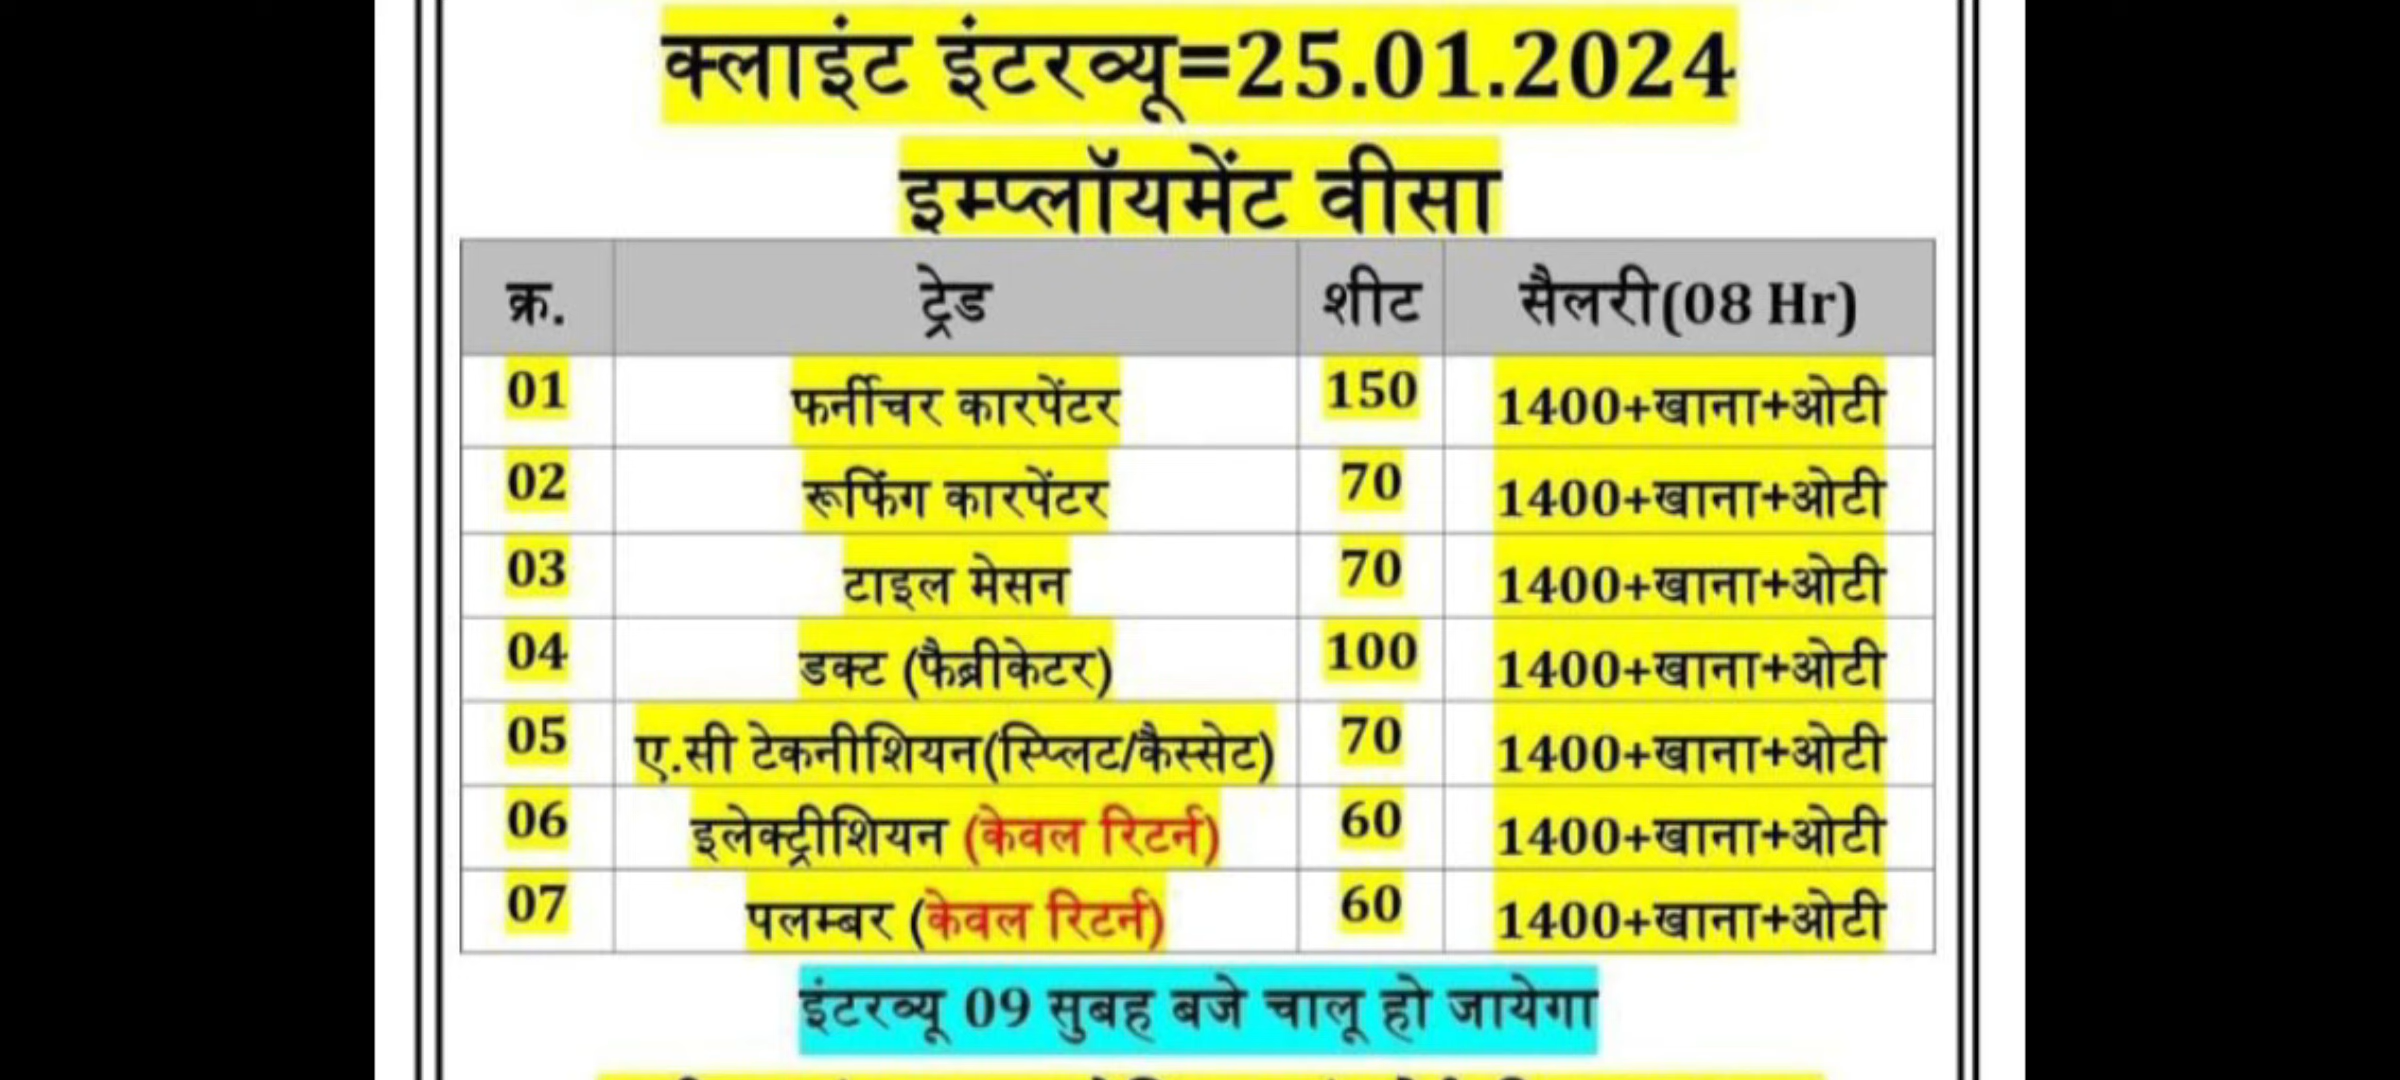 क्लाइंट इंटरव्यू=25.01.2024
इम्प्लॉयमेंट वीसा
क्र. ट्रेड शीट सैलरी(08 Hr)
01 फर्नीचर कारपेंटर 150 1400+खाना+ओटी
02 रूफिंग कारपेंटर 70 1400+खाना+ओटी
03 टाइल मेसन 70 1400+खाना+ओटी
04 डक्ट (फैब्रीकेटर) 100 1400+खाना+ओटी
05 ए.सी टेकनीशियन(स्प्लिट/कैस्सेट) 70 1400+खाना+ओटी
06 इलेक्ट्रीशियन (केवल रिटर्न) 60 1400+खाना+ओटी
07 पलम्बर (केवल रिटर्न) 60 1400+खाना+ओटी
इंटरव्यू 09 सुबह बजे चालू हो जायेगा